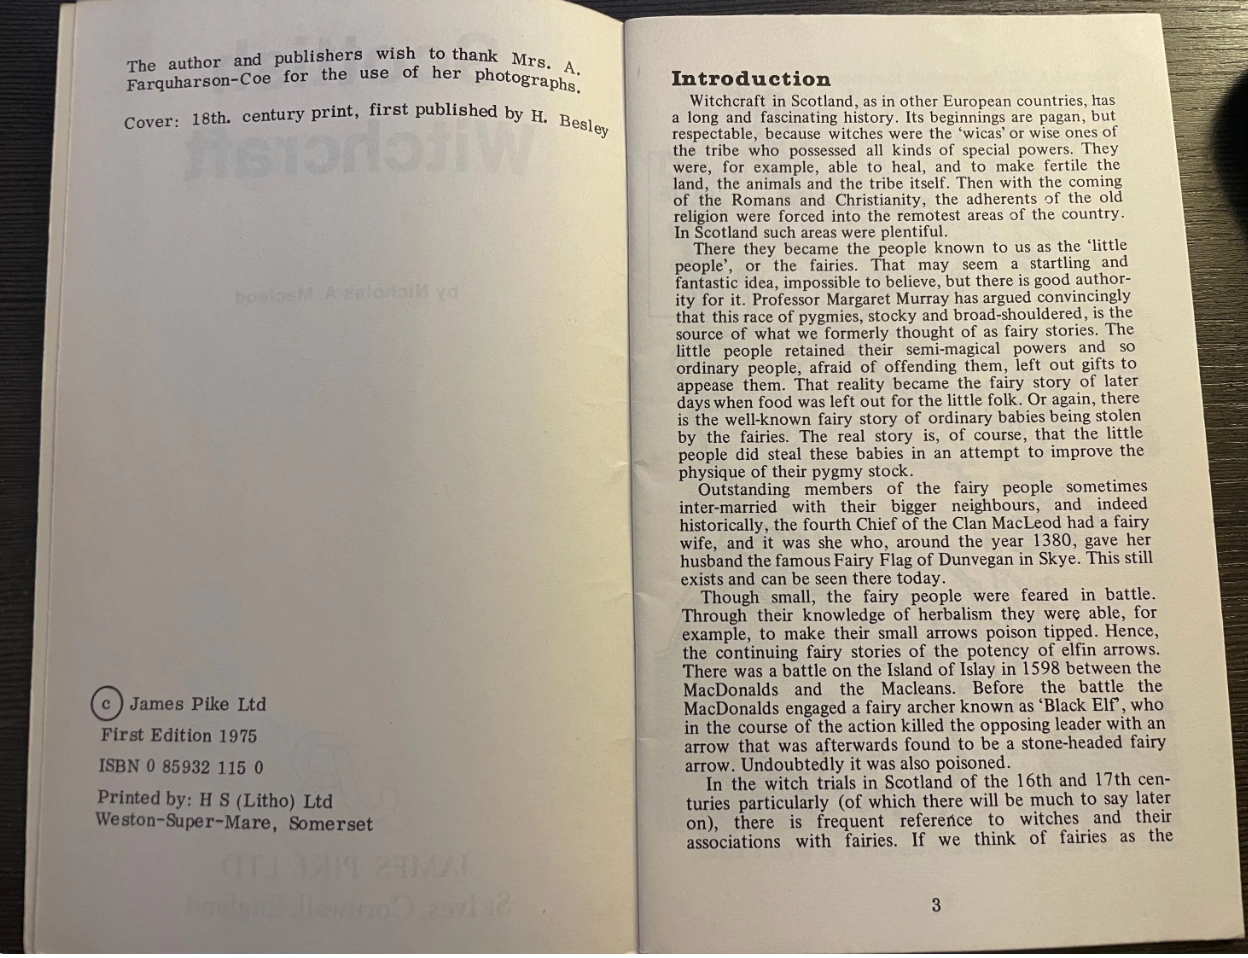 The author and publishers wish to thank Mrs. A.
Farquharson-Coe for the use of her photographs.
Cover: 18th. century print, first published by H. Besley
Witchcraft
by Nicholas A. Macleod
c James Pike Ltd
First Edition 1975
ISBN 0 85932 115 0
Printed by: H S (Litho) Ltd
Weston-Super-Mare, Somerset
JAMES PIKE LTD
St Ives, Cornwall, England
Introduction
Witchcraft in Scotland, as in other European countries, has
a long and fascinating history. Its beginnings are pagan, but
respectable, because witches were the ‘wicas’ or wise ones of
the tribe who possessed all kinds of special powers. They
were, for example, able to heal, and to make fertile the
land, the animals and the tribe itself. Then with the coming
of the Romans and Christianity, the adherents of the old
religion were forced into the remotest areas of the country.
In Scotland such areas were plentiful.
There they became the people known to us as the ‘little
people’, or the fairies. That may seem a startling and
fantastic idea, impossible to believe, but there is good author-
ity for it. Professor Margaret Murray has argued convincingly
that this race of pygmies, stocky and broad-shouldered, is the
source of what we formerly thought of as fairy stories. The
little people retained their semi-magical powers and so
ordinary people, afraid of offending them, left out gifts to
appease them. That reality became the fairy story of later
days when food was left out for the little folk. Or again, there
is the well-known fairy story of ordinary babies being stolen
by the fairies. The real story is, of course, that the little
people did steal these babies in an attempt to improve the
physique of their pygmy stock.
Outstanding members of the fairy people sometimes
inter-married with their bigger neighbours, and indeed
historically, the fourth Chief of the Clan MacLeod had a fairy
wife, and it was she who, around the year 1380, gave her
husband the famous Fairy Flag of Dunvegan in Skye. This still
exists and can be seen there today.
Though small, the fairy people were feared in battle.
Through their knowledge of herbalism they were able, for
example, to make their small arrows poison tipped. Hence,
the continuing fairy stories of the potency of elfin arrows.
There was a battle on the Island of Islay in 1598 between the
MacDonalds and the Macleans. Before the battle the
MacDonalds engaged a fairy archer known as ‘Black Elf’, who
in the course of the action killed the opposing leader with an
arrow that was afterwards found to be a stone-headed fairy
arrow. Undoubtedly it was also poisoned.
In the witch trials in Scotland of the 16th and 17th cen-
turies particularly (of which there will be much to say later
on), there is frequent reference to witches and their
associations with fairies. If we think of fairies as the
3